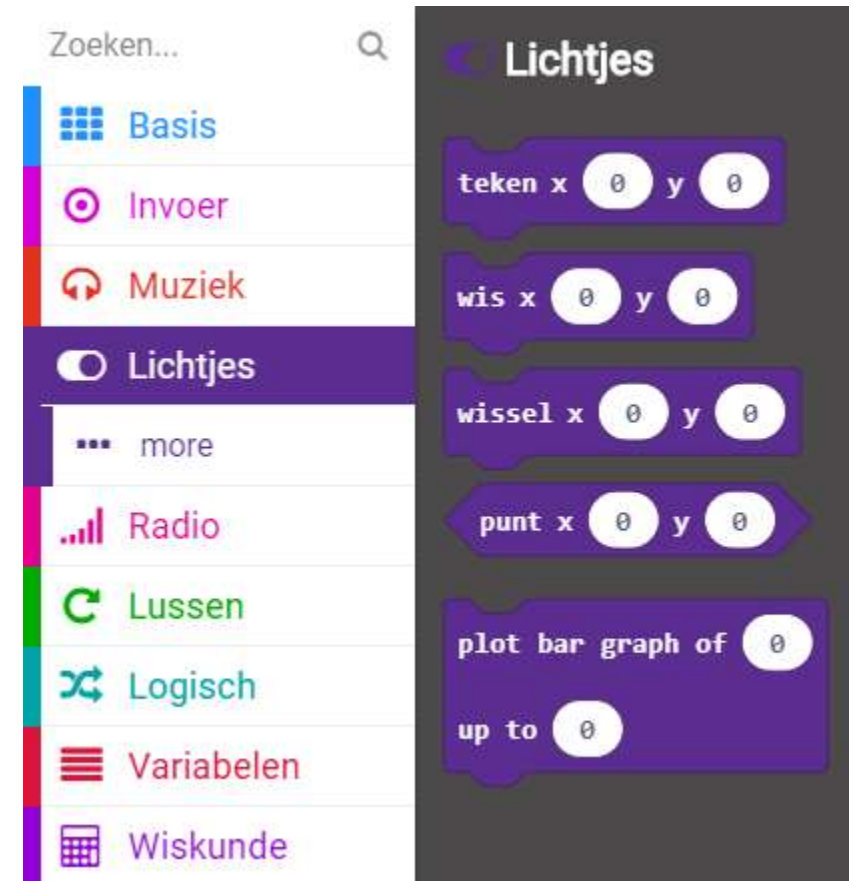 Zoeken...
Basis
Invoer
Muziek
Lichtjes
more
Radio
Lussen
Logisch
Variabelen
Wiskunde
Lichtjes
teken x 0 y 0
wis x 0 y 0
wissel x 0 y 0
punt x 0 y 0
plot bar graph of 0
up to 0